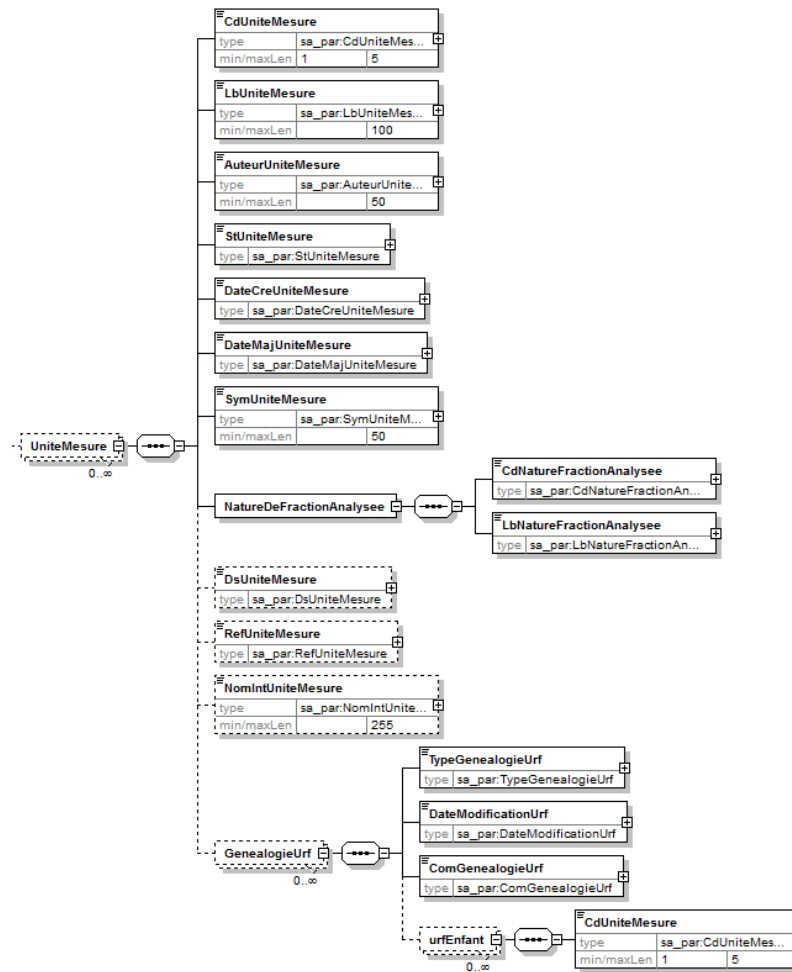 CdUniteMesure
type sa_par:CdUniteMes...
min/maxLen 1 5
LbUniteMesure
type sa_par:LbUniteMes...
min/maxLen 100
AuteurUniteMesure
type sa_par:AuteurUnite...
min/maxLen 50
StUniteMesure
type sa_par:StUniteMesure
DateCreUniteMesure
type sa_par:DateCreUniteMesure
DateMajUniteMesure
type sa_par:DateMajUniteMesure
SymUniteMesure
type sa_par:SymUniteM...
min/maxLen 50
UniteMesure
0..∞
NatureDeFractionAnalysee
CdNatureFractionAnalysee
type sa_par:CdNatureFractionAn...
LbNatureFractionAnalysee
type sa_par:LbNatureFractionAn...
DsUniteMesure
type sa_par:DsUniteMesure
RefUniteMesure
type sa_par:RefUniteMesure
NomIntUniteMesure
type sa_par:NomIntUnite...
min/maxLen 255
GenealogieUrf
0..∞
TypeGenealogieUrf
type sa_par:TypeGenealogieUrf
DateModificationUrf
type sa_par:DateModificationUrf
ComGenealogieUrf
type sa_par:ComGenealogieUrf
urfEnfant
0..∞
CdUniteMesure
type sa_par:CdUniteMes...
min/maxLen 1 5